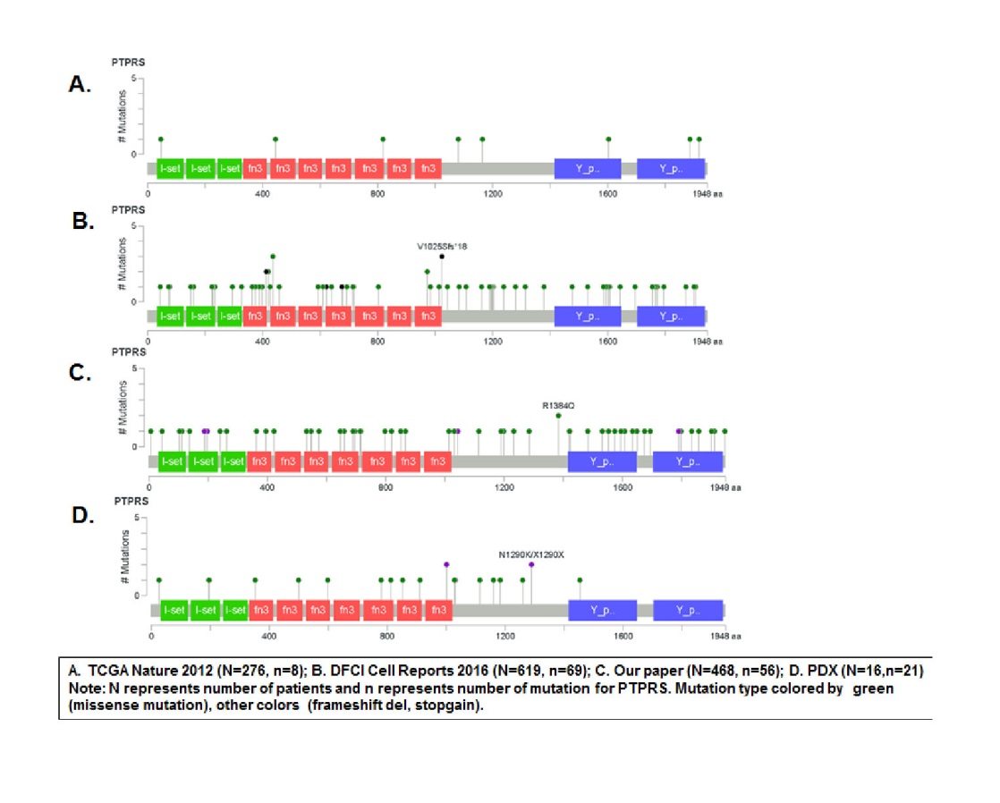 PTPRS
A.
5
# Mutations
0
I-set I-set I-set fn3 fn3 fn3 fn3 fn3 fn3 fn3 Y_p.. Y_p..
0 400 800 1200 1600 1948 aa
PTPRS
B.
5
V1025Sfs*18
# Mutations
0
I-set I-set I-set fn3 fn3 fn3 fn3 fn3 fn3 fn3 Y_p.. Y_p..
0 400 800 1200 1600 1948 aa
PTPRS
C.
5
R1384Q
# Mutations
0
I-set I-set I-set fn3 fn3 fn3 fn3 fn3 fn3 fn3 Y_p.. Y_p..
0 400 800 1200 1600 1948 aa
PTPRS
D.
5
N1290K/X1290X
# Mutations
0
I-set I-set I-set fn3 fn3 fn3 fn3 fn3 fn3 fn3 Y_p.. Y_p..
0 400 800 1200 1600 1948 aa
A. TCGA Nature 2012 (N=276, n=8); B. DFCI Cell Reports 2016 (N=619, n=69); C. Our paper (N=468, n=56); D. PDX (N=16,n=21)
Note: N represents number of patients and n represents number of mutation for PTPRS. Mutation type colored by green
(missense mutation), other colors (frameshift del, stopgain).